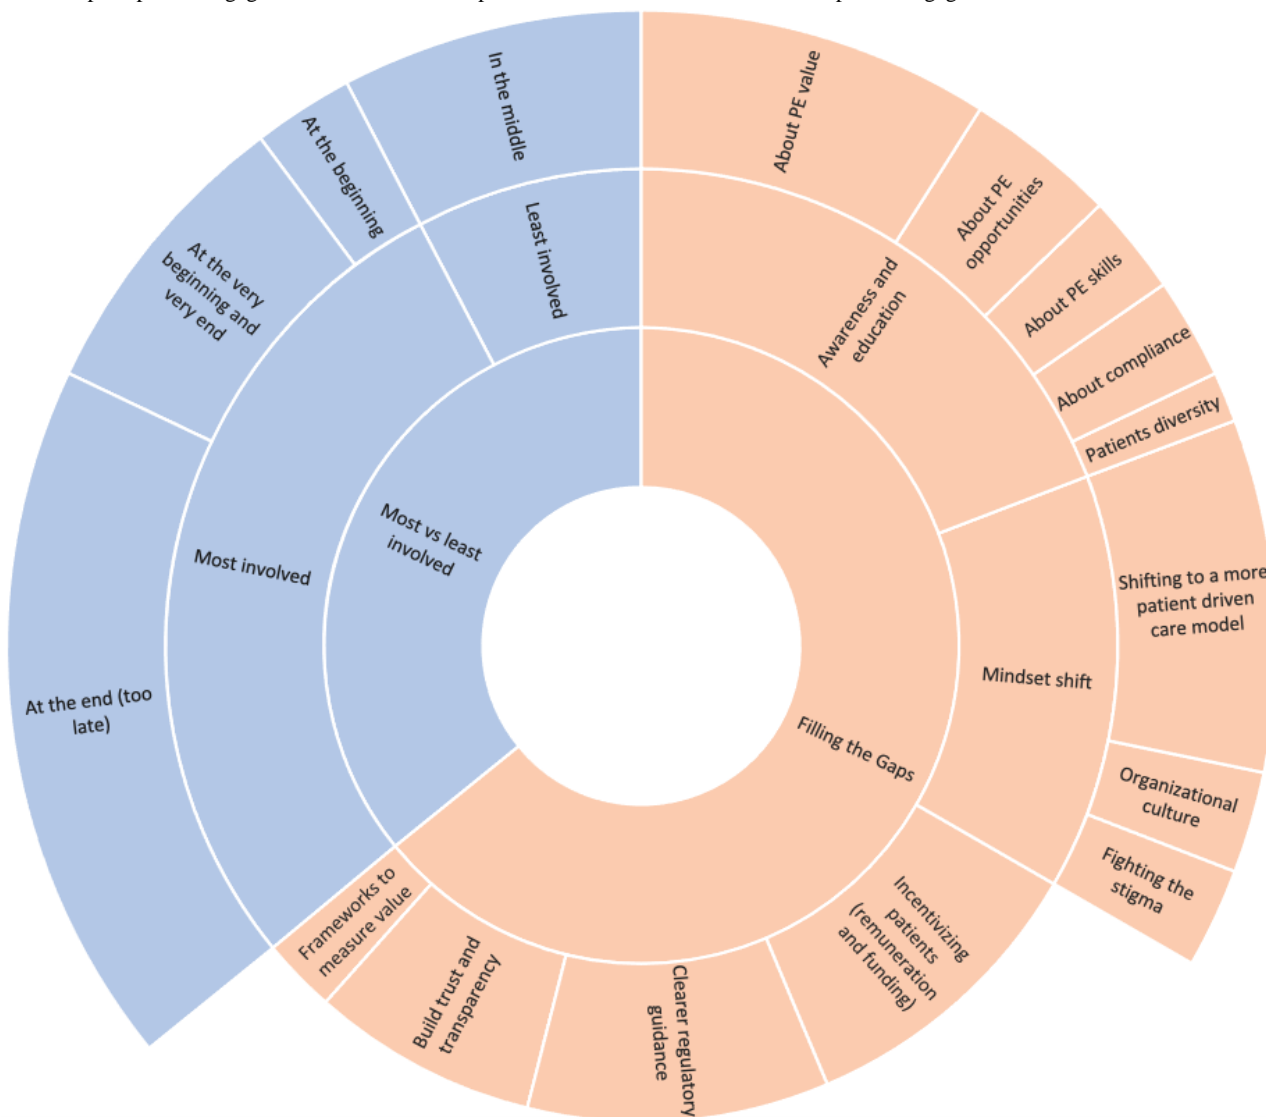 In the middle
At the beginning
At the very
beginning and
very end
At the end (too
late)
Least involved
Most involved
Most vs least
involved
About PE value
About PE
opportunities
About PE skills
About compliance
Patients diversity
Awareness and
education
Shifting to a more
patient driven
care model
Mindset shift
Organizational
culture
Fighting the
stigma
Filling the Gaps
Incentivizing
patients
(remuneration
and funding)
Clearer regulatory
guidance
Build trust and
transparency
Frameworks to
measure value